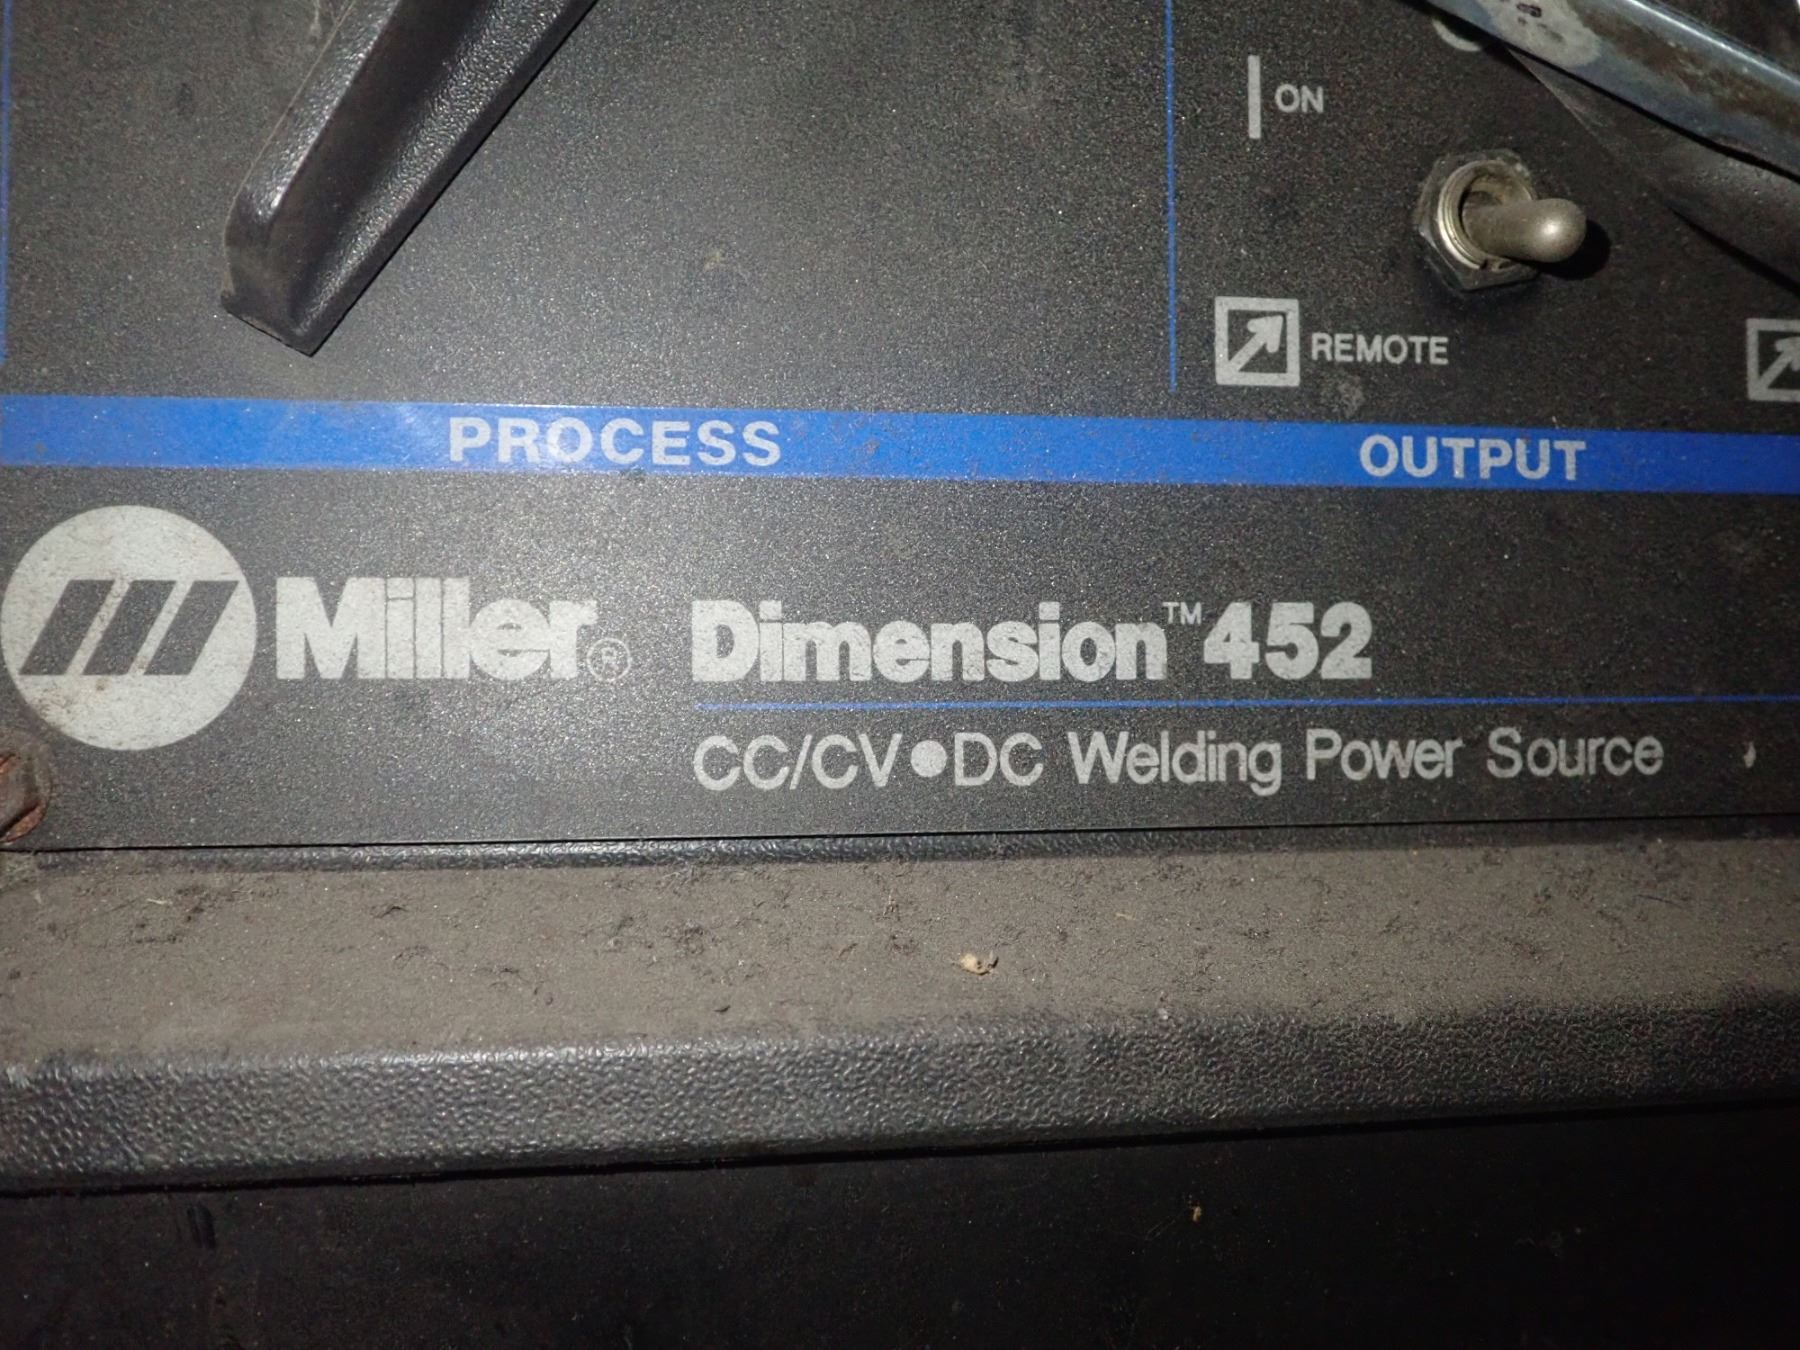 ON
REMOTE
PROCESS
OUTPUT
Miller® Dimension™ 452
CC/CV●DC Welding Power Source